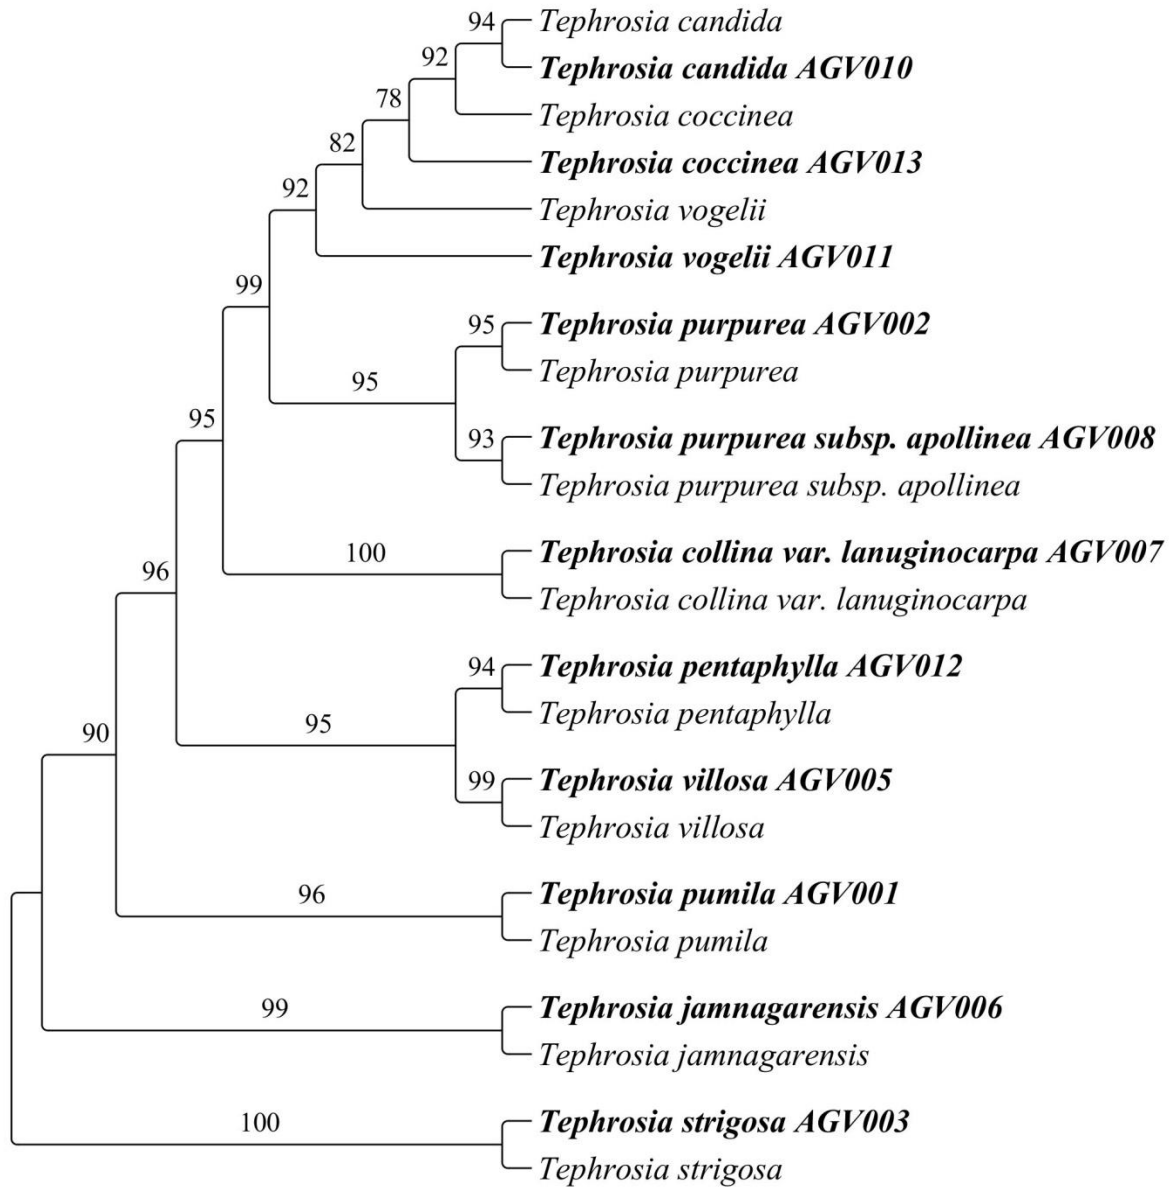 94
Tephrosia candida
Tephrosia candida AGV010
92
Tephrosia coccinea
78
Tephrosia coccinea AGV013
82
Tephrosia vogelii
92
Tephrosia vogelii AGV011
99
95
Tephrosia purpurea AGV002
Tephrosia purpurea
95
93
Tephrosia purpurea subsp. apollinea AGV008
Tephrosia purpurea subsp. apollinea
95
100
Tephrosia collina var. lanuginocarpa AGV007
Tephrosia collina var. lanuginocarpa
96
94
Tephrosia pentaphylla AGV012
Tephrosia pentaphylla
95
99
Tephrosia villosa AGV005
Tephrosia villosa
90
96
Tephrosia pumila AGV001
Tephrosia pumila
99
Tephrosia jamnagarensis AGV006
Tephrosia jamnagarensis
100
Tephrosia strigosa AGV003
Tephrosia strigosa